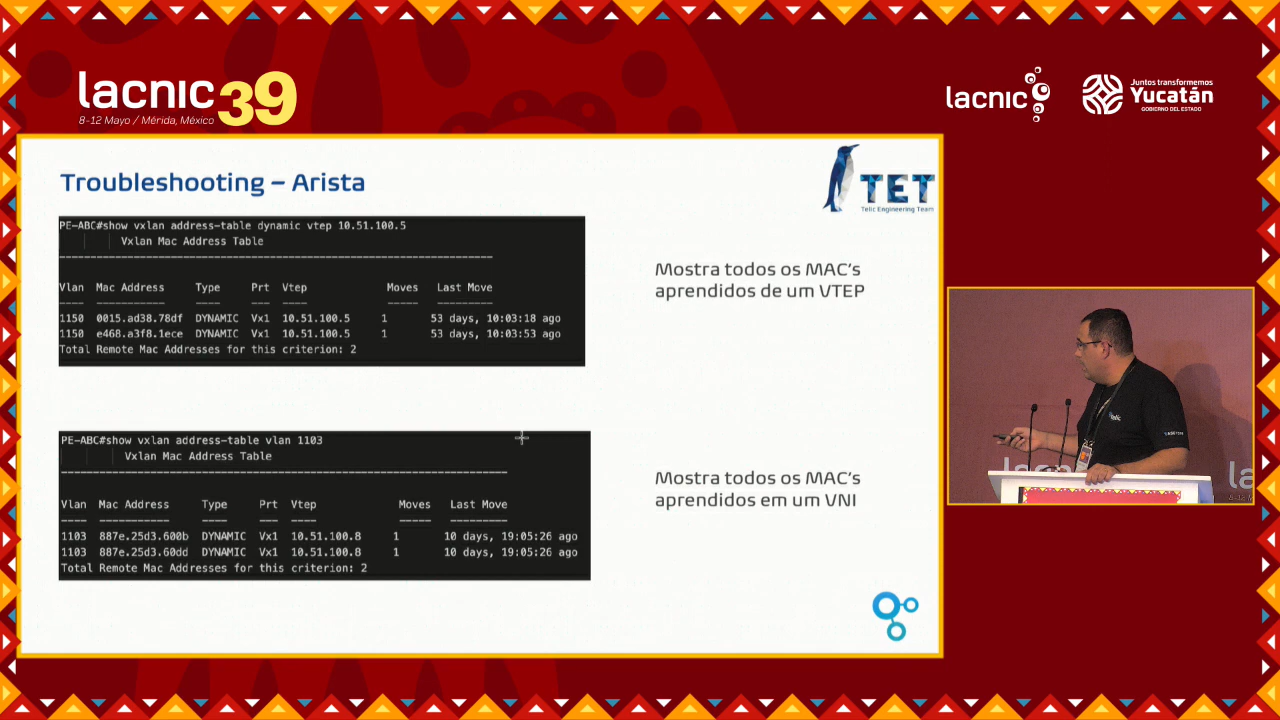 lacnic 39
8-12 Mayo / Mérida, México
lacnic
Juntos transformemos
Yucatán
GOBIERNO DEL ESTADO
Troubleshooting – Arista
TET
Telic Engineering Team
PE-ABC#show vxlan address-table dynamic vtep 10.51.100.5
Vxlan Mac Address Table
----------------------------------------------------------------------
Vlan Mac Address Type Prt Vtep Moves Last Move
---- ----------- ---- --- ---- ----- ---------
1150 0015.ad38.78df DYNAMIC Vx1 10.51.100.5 1 53 days, 10:03:18 ago
1150 e468.a3f8.1ece DYNAMIC Vx1 10.51.100.5 1 53 days, 10:03:53 ago
Total Remote Mac Addresses for this criterion: 2
Mostra todos os MAC's
aprendidos de um VTEP
PE-ABC#show vxlan address-table vlan 1103
Vxlan Mac Address Table
----------------------------------------------------------------------
Vlan Mac Address Type Prt Vtep Moves Last Move
---- ----------- ---- --- ---- ----- ---------
1103 887e.25d3.600b DYNAMIC Vx1 10.51.100.8 1 10 days, 19:05:26 ago
1103 887e.25d3.60dd DYNAMIC Vx1 10.51.100.8 1 10 days, 19:05:26 ago
Total Remote Mac Addresses for this criterion: 2
Mostra todos os MAC's
aprendidos em um VNI